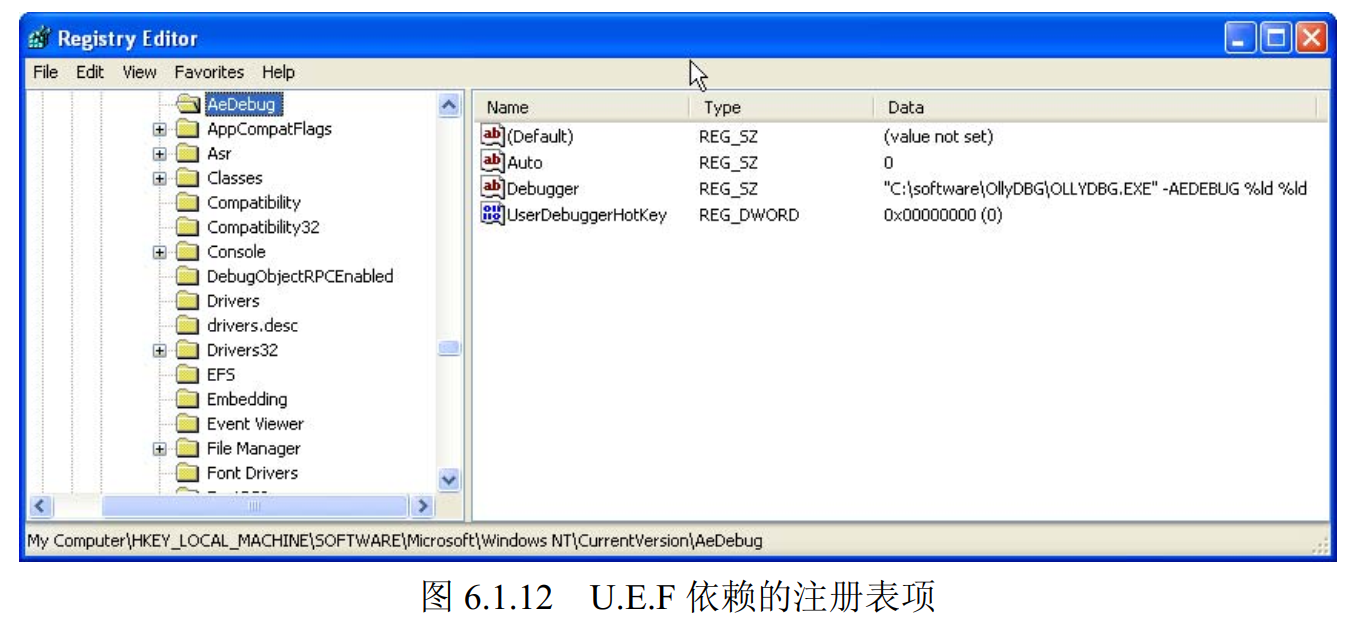 Registry Editor
File Edit View Favorites Help
AeDebug
AppCompatFlags
Asr
Classes
Compatibility
Compatibility32
Console
DebugObjectRPCEnabled
Drivers
drivers.desc
Drivers32
EFS
Embedding
Event Viewer
File Manager
Font Drivers
Name Type Data
(Default) REG_SZ (value not set)
Auto REG_SZ 0
Debugger REG_SZ "C:\software\OllyDBG\OLLYDBG.EXE" -AEDEBUG %ld %ld
UserDebuggerHotKey REG_DWORD 0x00000000 (0)
My Computer\HKEY_LOCAL_MACHINE\SOFTWARE\Microsoft\Windows NT\CurrentVersion\AeDebug
图 6.1.12 U.E.F 依赖的注册表项